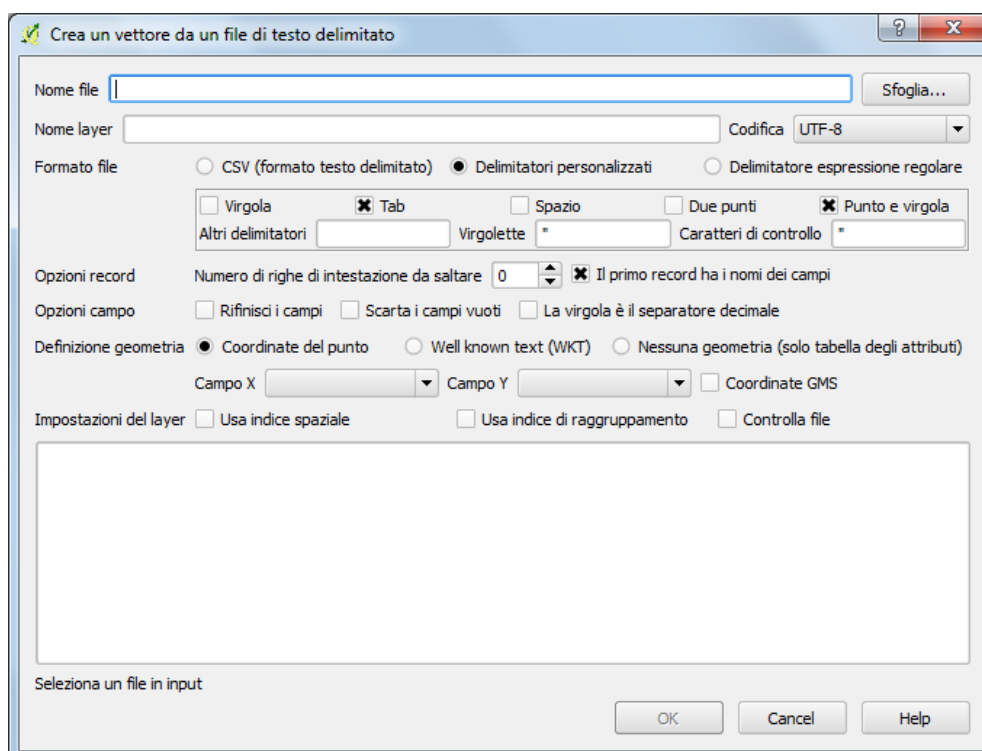 Crea un vettore da un file di testo delimitato
Nome file Sfoglia...
Nome layer Codifica UTF-8
Formato file CSV (formato testo delimitato) Delimitatori personalizzati Delimitatore espressione regolare
Virgola Tab Spazio Due punti Punto e virgola
Altri delimitatori Virgolette " Caratteri di controllo "
Opzioni record Numero di righe di intestazione da saltare 0 Il primo record ha i nomi dei campi
Opzioni campo Rifinisci i campi Scarta i campi vuoti La virgola è il separatore decimale
Definizione geometria Coordinate del punto Well known text (WKT) Nessuna geometria (solo tabella degli attributi)
Campo X Campo Y Coordinate GMS
Impostazioni del layer Usa indice spaziale Usa indice di raggruppamento Controlla file
Seleziona un file in input
OK Cancel Help